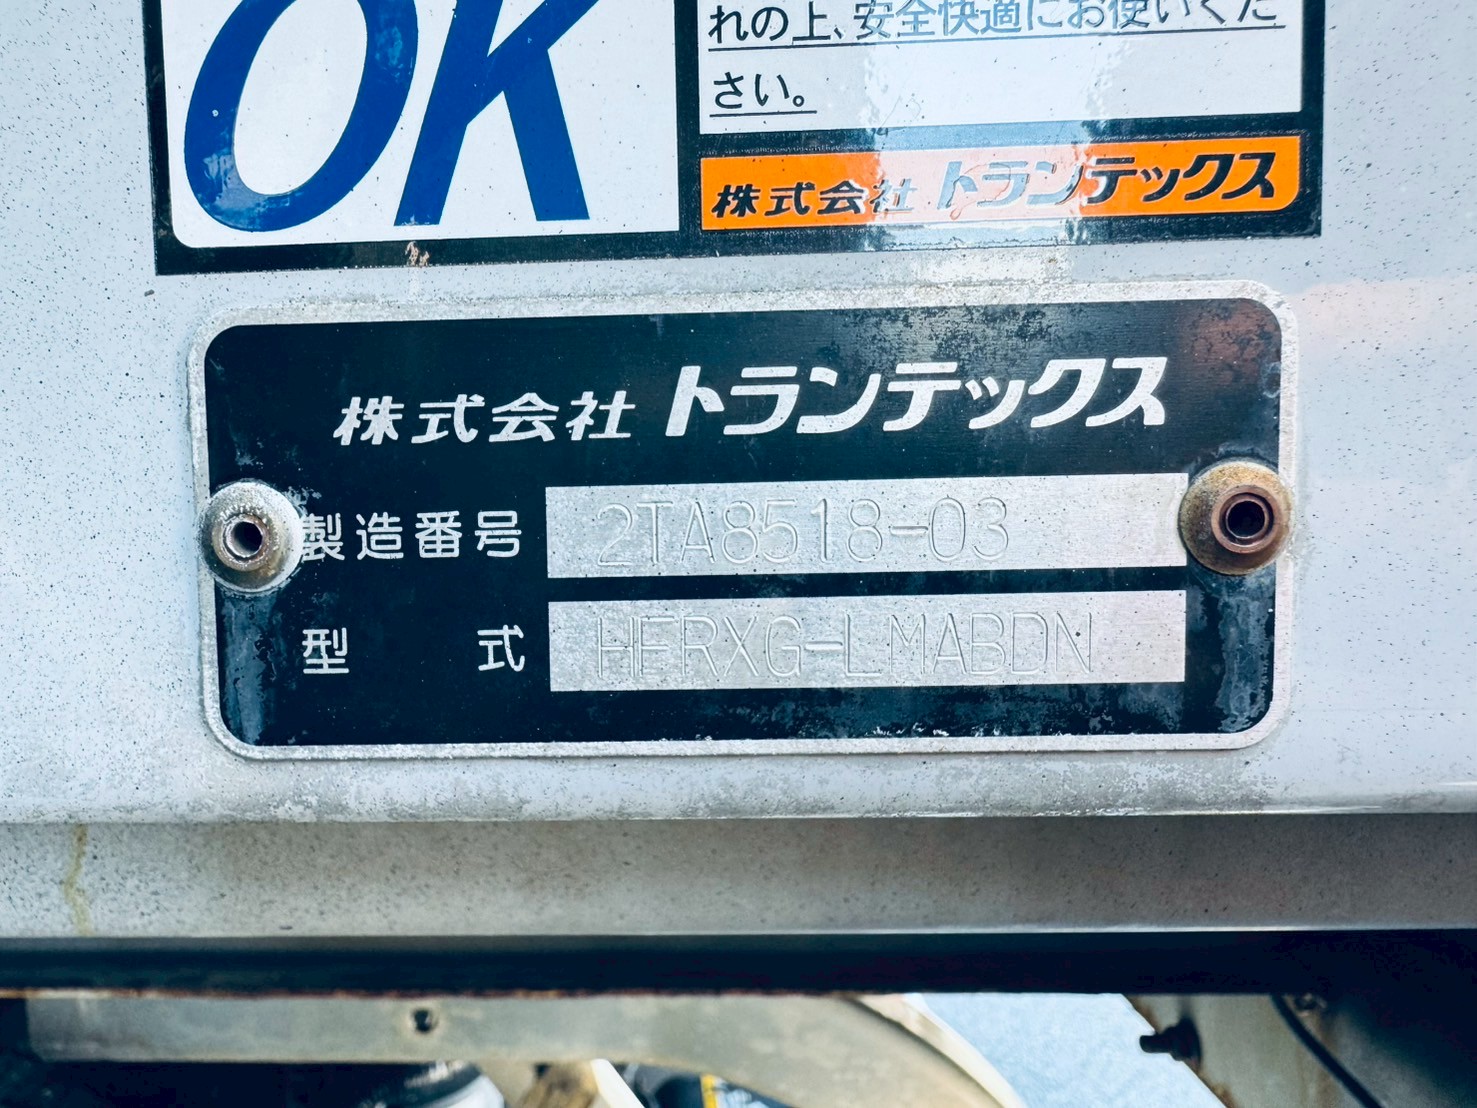 OK
れの上、安全快適にお使いくだ
さい。
株式会社 トランテックス
株式会社 トランテックス
製造番号 2TA8518-03
型式 HERXG-LMABDN